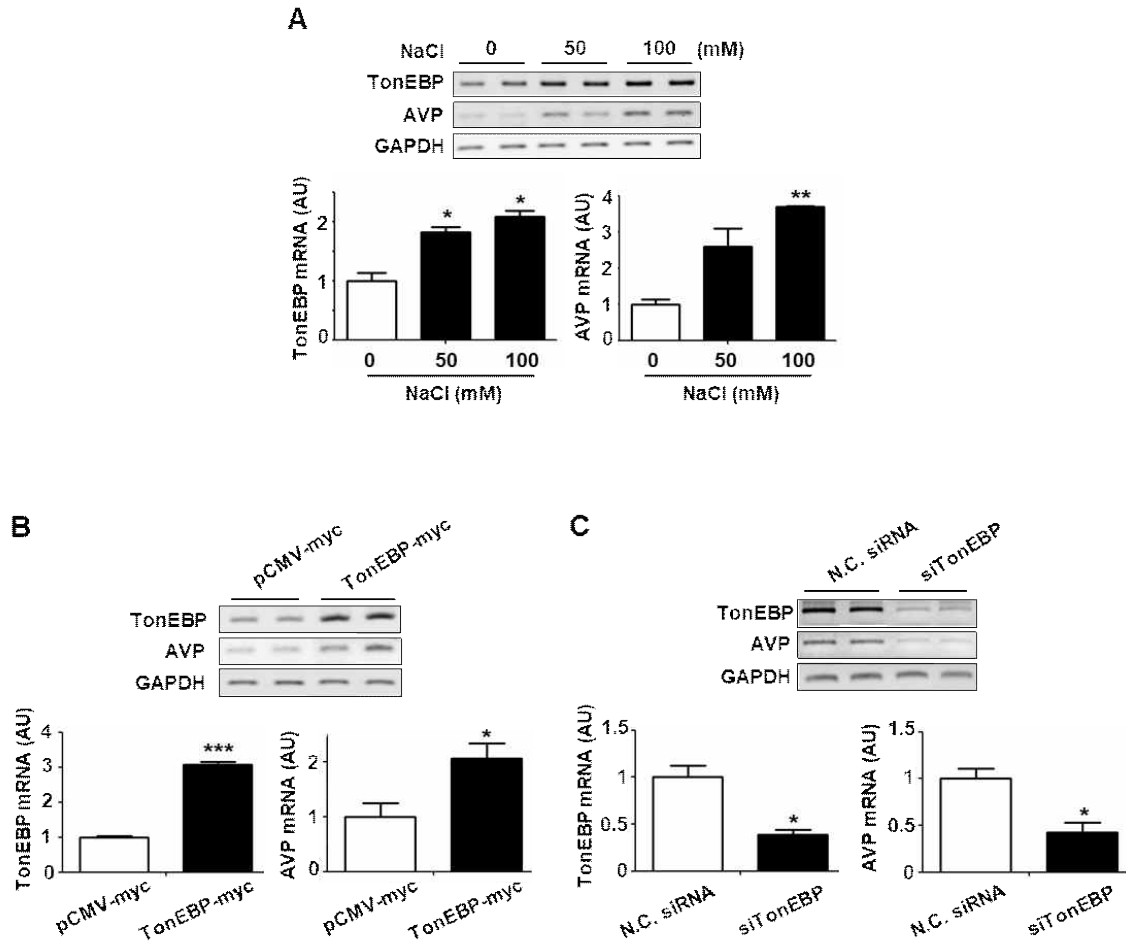 A
NaCl 0 50 100 (mM)
TonEBP
AVP
GAPDH
TonEBP mRNA (AU)
2
1
0
* *
0 50 100
NaCl (mM)
AVP mRNA (AU)
4
3
2
1
0
**
0 50 100
NaCl (mM)
B
pCMV-myc TonEBP-myc
TonEBP
AVP
GAPDH
TonEBP mRNA (AU)
4
3
2
1
0
***
pCMV-myc TonEBP-myc
AVP mRNA (AU)
2
1
0
*
pCMV-myc TonEBP-myc
C
N.C. siRNA siTonEBP
TonEBP
AVP
GAPDH
TonEBP mRNA (AU)
1.5
1
0.5
0
*
N.C. siRNA siTonEBP
AVP mRNA (AU)
1.5
1
0.5
0
*
N.C. siRNA siTonEBP